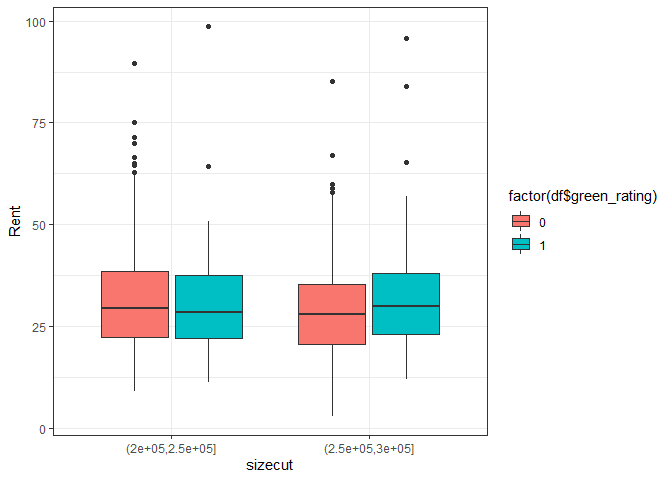 100
75
50
25
0
Rent
(2e+05,2.5e+05]
(2.5e+05,3e+05]
sizecut
factor(df$green_rating)
0
1